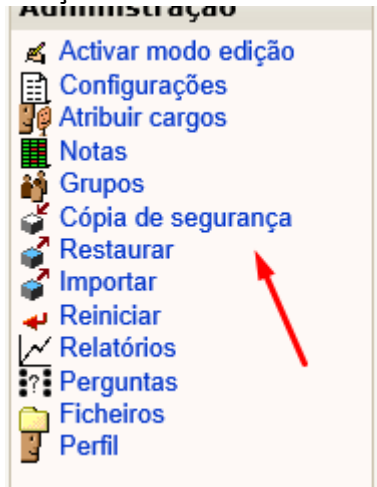 Administração
Activar modo edição
Configurações
Atribuir cargos
Notas
Grupos
Cópia de segurança
Restaurar
Importar
Reiniciar
Relatórios
Perguntas
Ficheiros
Perfil